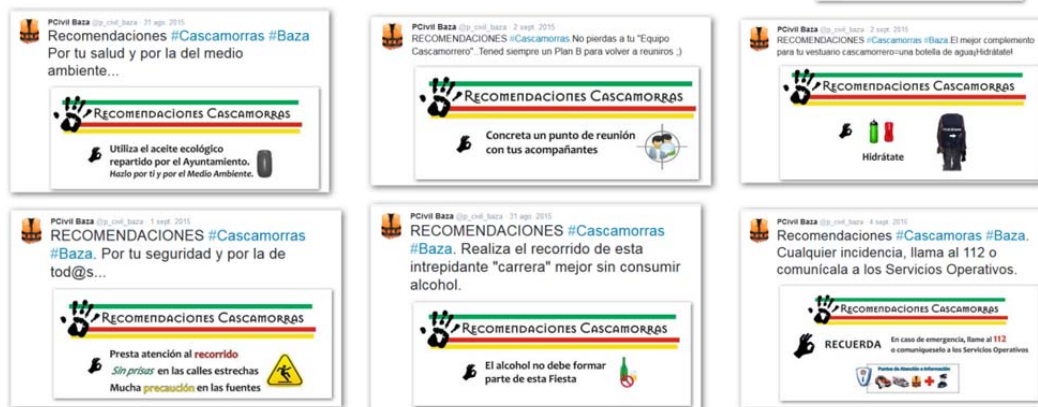 PCivil Baza @p_civil_baza · 31 ago. 2015
Recomendaciones #Cascamorras #Baza
Por tu salud y por la del medio
ambiente...
RECOMENDACIONES CASCAMORRAS
Utiliza el aceite ecológico
repartido por el Ayuntamiento.
Hazlo por ti y por el Medio Ambiente.
PCivil Baza @p_civil_baza · 2 sept. 2015
RECOMENDACIONES #Cascamorras.No pierdas a tu "Equipo
Cascamorrero"..Tened siempre un Plan B para volver a reuniros ;)
RECOMENDACIONES CASCAMORRAS
Concreta un punto de reunión
con tus acompañantes
PCivil Baza @p_civil_baza · 2 sept. 2015
RECOMENDACIONES #Cascamorras #Baza.El mejor complemento
para tu vestuario cascamorrero=una botella de agua¡Hidrátate!
RECOMENDACIONES CASCAMORRAS
Hidrátate
PCivil Baza @p_civil_baza · 1 sept. 2015
RECOMENDACIONES #Cascamorras
#Baza. Por tu seguridad y por la de
tod@s...
RECOMENDACIONES CASCAMORRAS
Presta atención al recorrido
Sin prisas en las calles estrechas
Mucha precaución en las fuentes
PCivil Baza @p_civil_baza · 31 ago. 2015
RECOMENDACIONES #Cascamorras
#Baza. Realiza el recorrido de esta
intrepidante "carrera" mejor sin consumir
alcohol.
RECOMENDACIONES CASCAMORRAS
El alcohol no debe formar
parte de esta Fiesta
PCivil Baza @p_civil_baza · 4 sept. 2015
Recomendaciones #Cascamoras #Baza.
Cualquier incidencia, llama al 112 o
comunícala a los Servicios Operativos.
RECOMENDACIONES CASCAMORRAS
RECUERDA
En caso de emergencia, llame al 112
o comuníqueselo a los Servicios Operativos
Puntos de Atención e Información